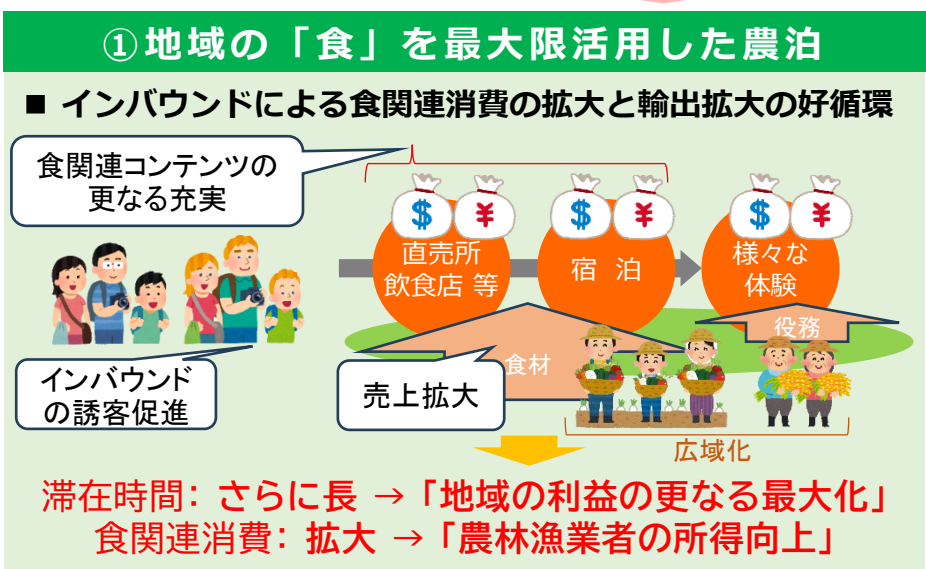 ①地域の「食」を最大限活用した農泊
■ インバウンドによる食関連消費の拡大と輸出拡大の好循環
食関連コンテンツの
更なる充実
$ ¥
$ ¥
$ ¥
直売所
飲食店 等
宿 泊
様々な
体験
役務
食材
インバウンド
の誘客促進
売上拡大
広域化
滞在時間：さらに長 →「地域の利益の更なる最大化」
食関連消費：拡大 →「農林漁業者の所得向上」